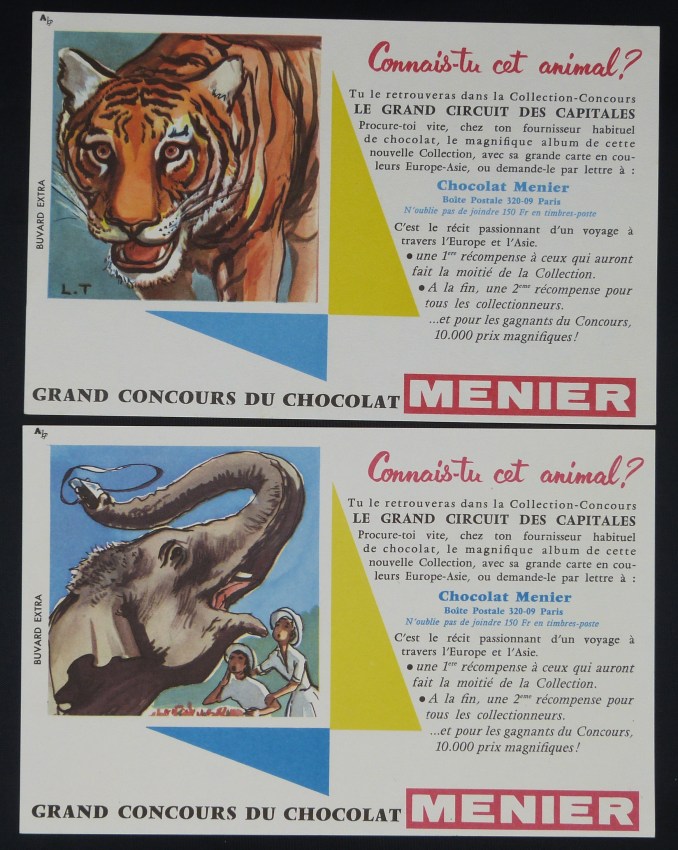 Connais-tu cet animal?
Tu le retrouveras dans la Collection-Concours
LE GRAND CIRCUIT DES CAPITALES
Procure-toi vite, chez ton fournisseur habituel
de chocolat, le magnifique album de cette
nouvelle Collection, avec sa grande carte en cou-
leurs Europe-Asie, ou demande-le par lettre à :
Chocolat Menier
Boîte Postale 320-09 Paris
N'oublie pas de joindre 150 Fr en timbres-poste
C'est le récit passionnant d'un voyage à
travers l'Europe et l'Asie.
• une 1ere récompense à ceux qui auront
fait la moitié de la Collection.
• A la fin, une 2eme récompense pour
tous les collectionneurs.
...et pour les gagnants du Concours,
10.000 prix magnifiques!
BUVARD EXTRA
L.T
GRAND CONCOURS DU CHOCOLAT MENIER
Connais-tu cet animal?
Tu le retrouveras dans la Collection-Concours
LE GRAND CIRCUIT DES CAPITALES
Procure-toi vite, chez ton fournisseur habituel
de chocolat, le magnifique album de cette
nouvelle Collection, avec sa grande carte en cou-
leurs Europe-Asie, ou demande-le par lettre à :
Chocolat Menier
Boîte Postale 320-09 Paris
N'oublie pas de joindre 150 Fr en timbres-poste
C'est le récit passionnant d'un voyage à
travers l'Europe et l'Asie.
• une 1ere récompense à ceux qui auront
fait la moitié de la Collection.
• A la fin, une 2eme récompense pour
tous les collectionneurs.
...et pour les gagnants du Concours,
10.000 prix magnifiques!
BUVARD EXTRA
GRAND CONCOURS DU CHOCOLAT MENIER